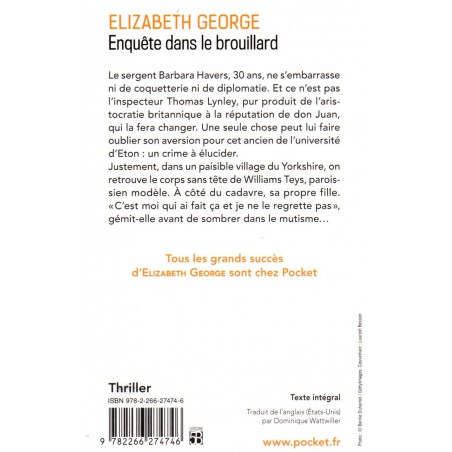 ELIZABETH GEORGE
Enquête dans le brouillard
Le sergent Barbara Havers, 30 ans, ne s'embarrasse
ni de coquetterie ni de diplomatie. Et ce n'est pas
l'inspecteur Thomas Lynley, pur produit de l'aris-
tocratie britannique à la réputation de don Juan,
qui la fera changer. Une seule chose peut lui faire
oublier son aversion pour cet ancien de l'université
d'Eton : un crime à élucider.
Justement, dans un paisible village du Yorkshire, on
retrouve le corps sans tête de Williams Teys, parois-
sien modèle. À côté du cadavre, sa propre fille.
« C'est moi qui ai fait ça et je ne le regrette pas »,
gémit-elle avant de sombrer dans le mutisme…
Tous les grands succès
d'ELIZABETH GEORGE sont chez Pocket
Thriller
ISBN 978-2-266-27474-6
9 782266 274746
Texte intégral
Traduit de l'anglais (États-Unis)
par Dominique Wattwiller
www.pocket.fr